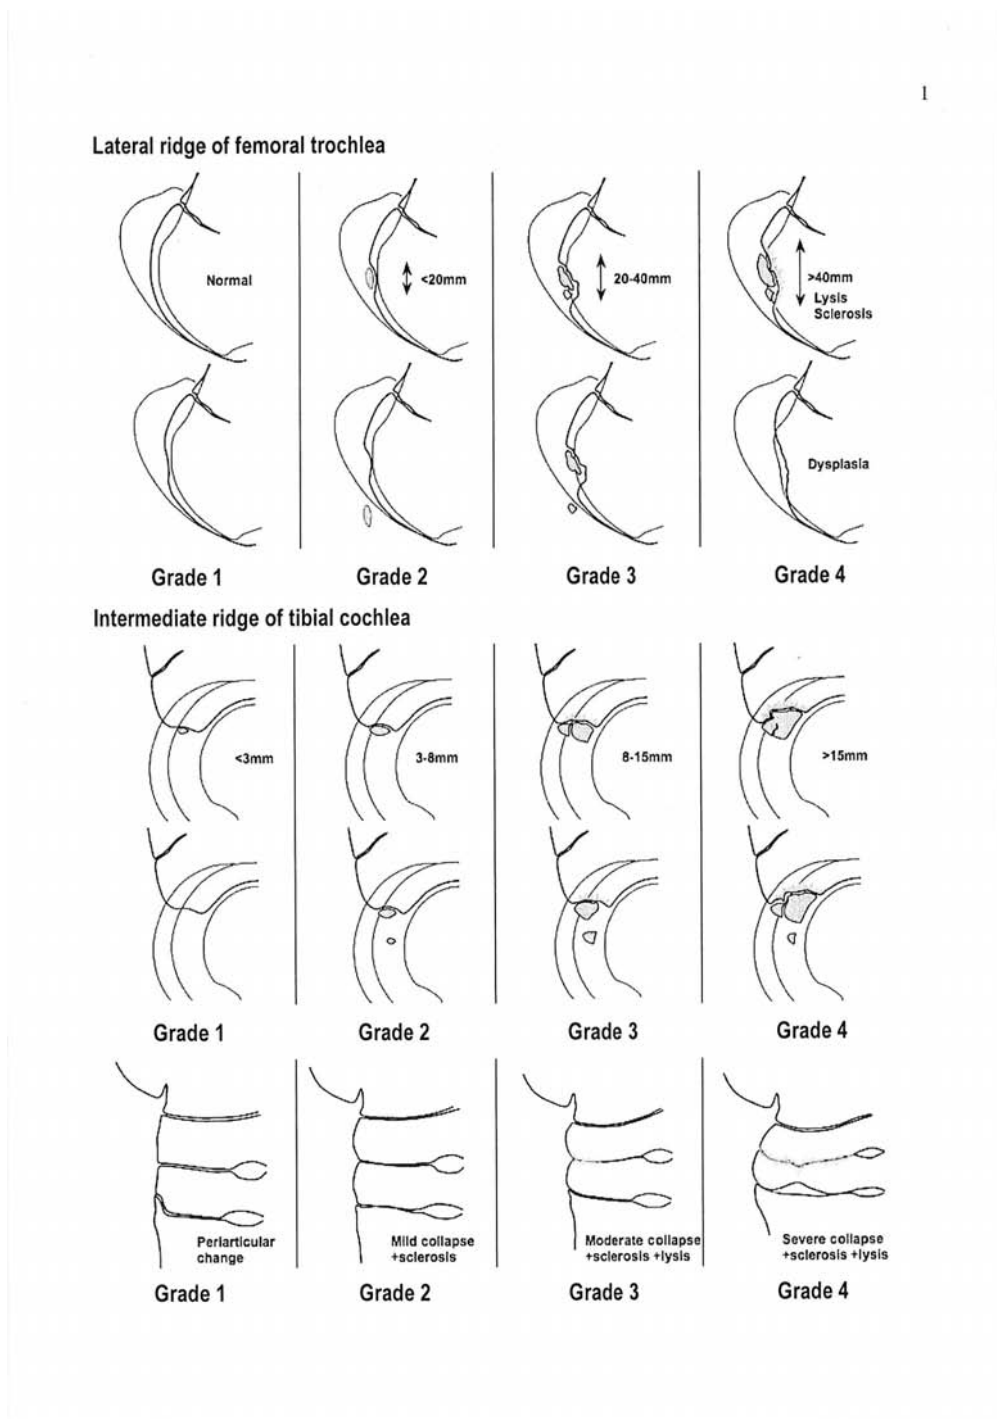 1
Lateral ridge of femoral trochlea
Normal
<20mm
20-40mm
>40mm
Lysis
Sclerosis
Dysplasia
Grade 1
Grade 2
Grade 3
Grade 4
Intermediate ridge of tibial cochlea
<3mm
3-8mm
8-15mm
>15mm
Grade 1
Grade 2
Grade 3
Grade 4
Periarticular
change
Mild collapse
+sclerosis
Moderate collapse
+sclerosis +lysis
Severe collapse
+sclerosis +lysis
Grade 1
Grade 2
Grade 3
Grade 4